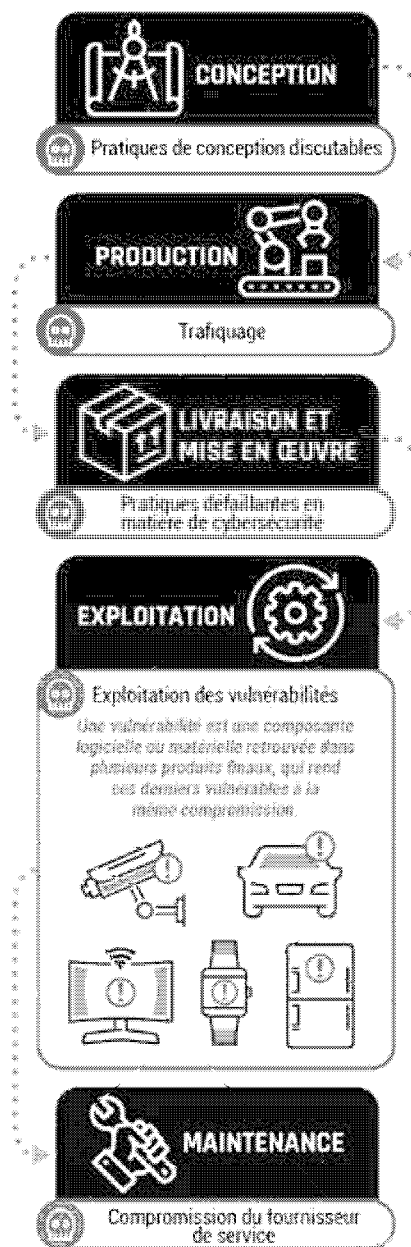 CONCEPTION
Pratiques de conception discutables
PRODUCTION
Trafiquage
LIVRAISON ET
MISE EN ŒUVRE
Pratiques défaillantes en
matière de cybersécurité
EXPLOITATION
Exploitation des vulnérabilités
Une vulnérabilité est une composante
logicielle ou matérielle retrouvée dans
plusieurs produits finaux, qui rend
ces derniers vulnérables à la
même compromission.
MAINTENANCE
Compromission du fournisseur
de service